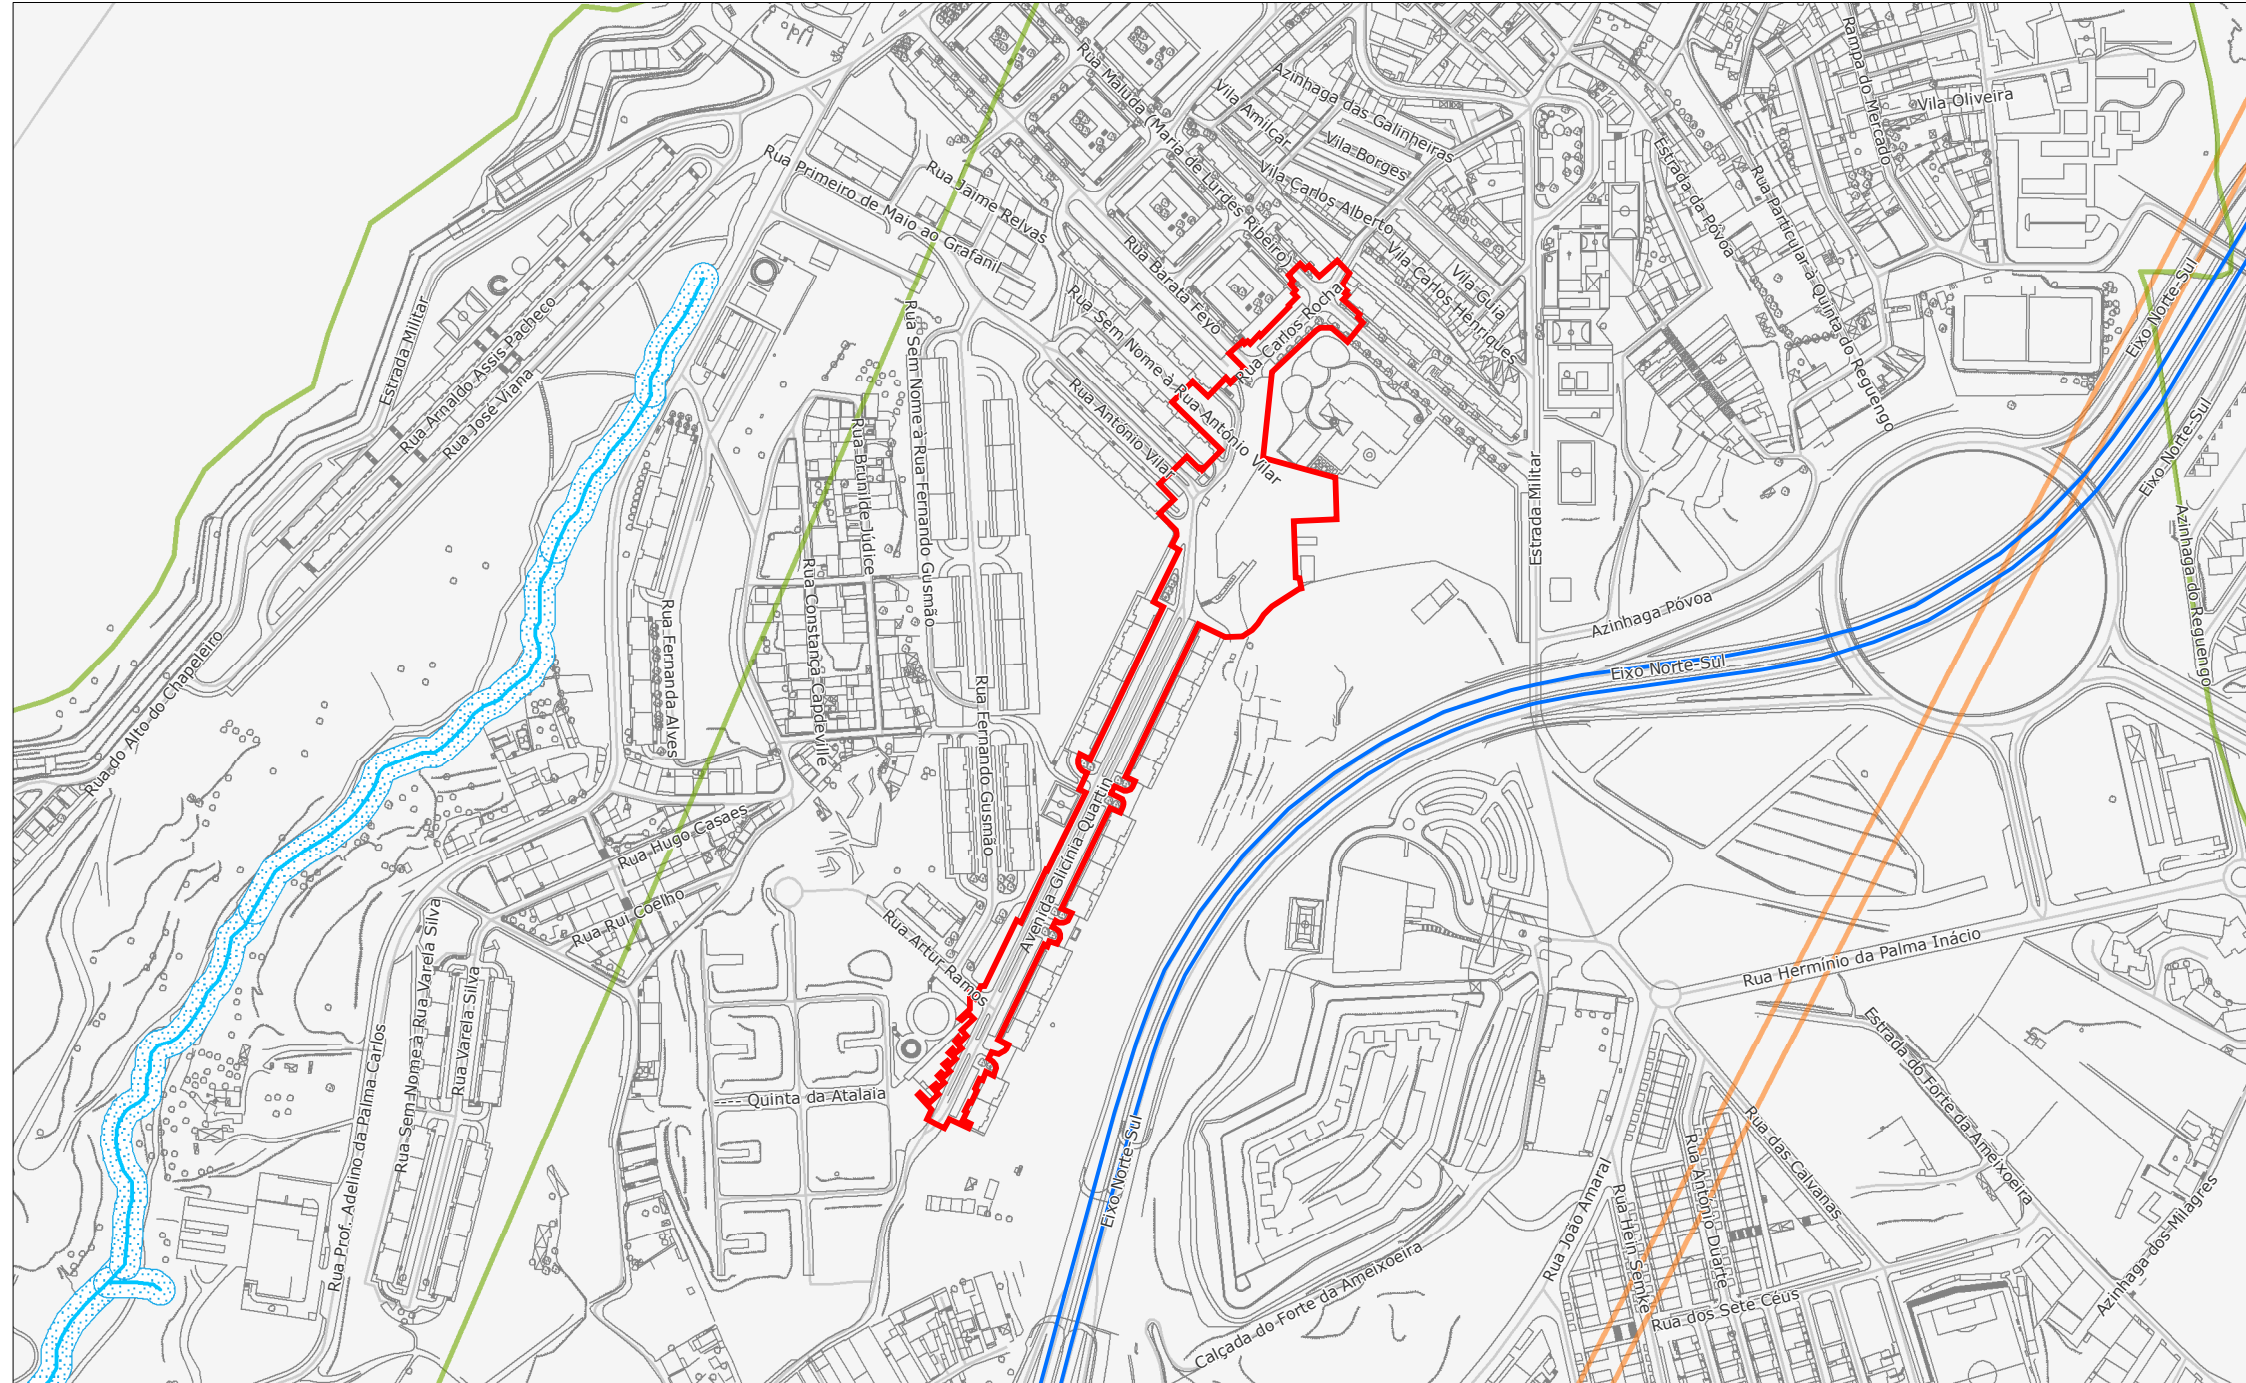 Rua Maluda (Maria de Lurdes Ribeiro)
Azinhaga das Galinheiras
Vila Amilcar
Vila Borges
Rampa do Mercado
Vila Oliveira
Rua Primeiro de Maio ao Grafanil
Rua Jaime Relvas
Vila Carlos Alberto
Estrada da Póvoa
Rua Particular à Quinta do Reguengo
Rua Barata Feyo
Vila Carlos Henriques
Vila Guia
Eixo Norte-Sul
Estrada Militar
Rua Arnaldo Assis Pacheco
Rua José Viana
Rua Sem Nome à Rua Fernando Gusmão
Rua Sem Nome à Rua António Vilar
Rua Carlos Rocha
Rua António Vilar
Rua Brunilde Júdice
Estrada Militar
Eixo Norte-Sul
Azinhaga do Reguengo
Rua Constança Capdeville
Rua Fernanda Alves
Azinhaga Póvoa
Eixo Norte-Sul
Rua do Alto do Chapeleiro
Rua Fernando Gusmão
Rua Hugo Casaes
Avenida Glicínia Quartin
Rua Rui Coelho
Rua Artur Ramos
Rua Sem Nome à Rua Varela Silva
Rua Varela Silva
Rua Hermínio da Palma Inácio
Quinta da Atalaia
Rua Prof. Adelino da Palma Carlos
Estrada do Forte da Ameixoeira
Eixo Norte-Sul
Rua das Calvanas
Rua António Duarte
Rua João Amaral
Rua Hein Semke
Azinhaga dos Milagres
Calçada do Forte da Ameixoeira
Rua dos Sete Céus